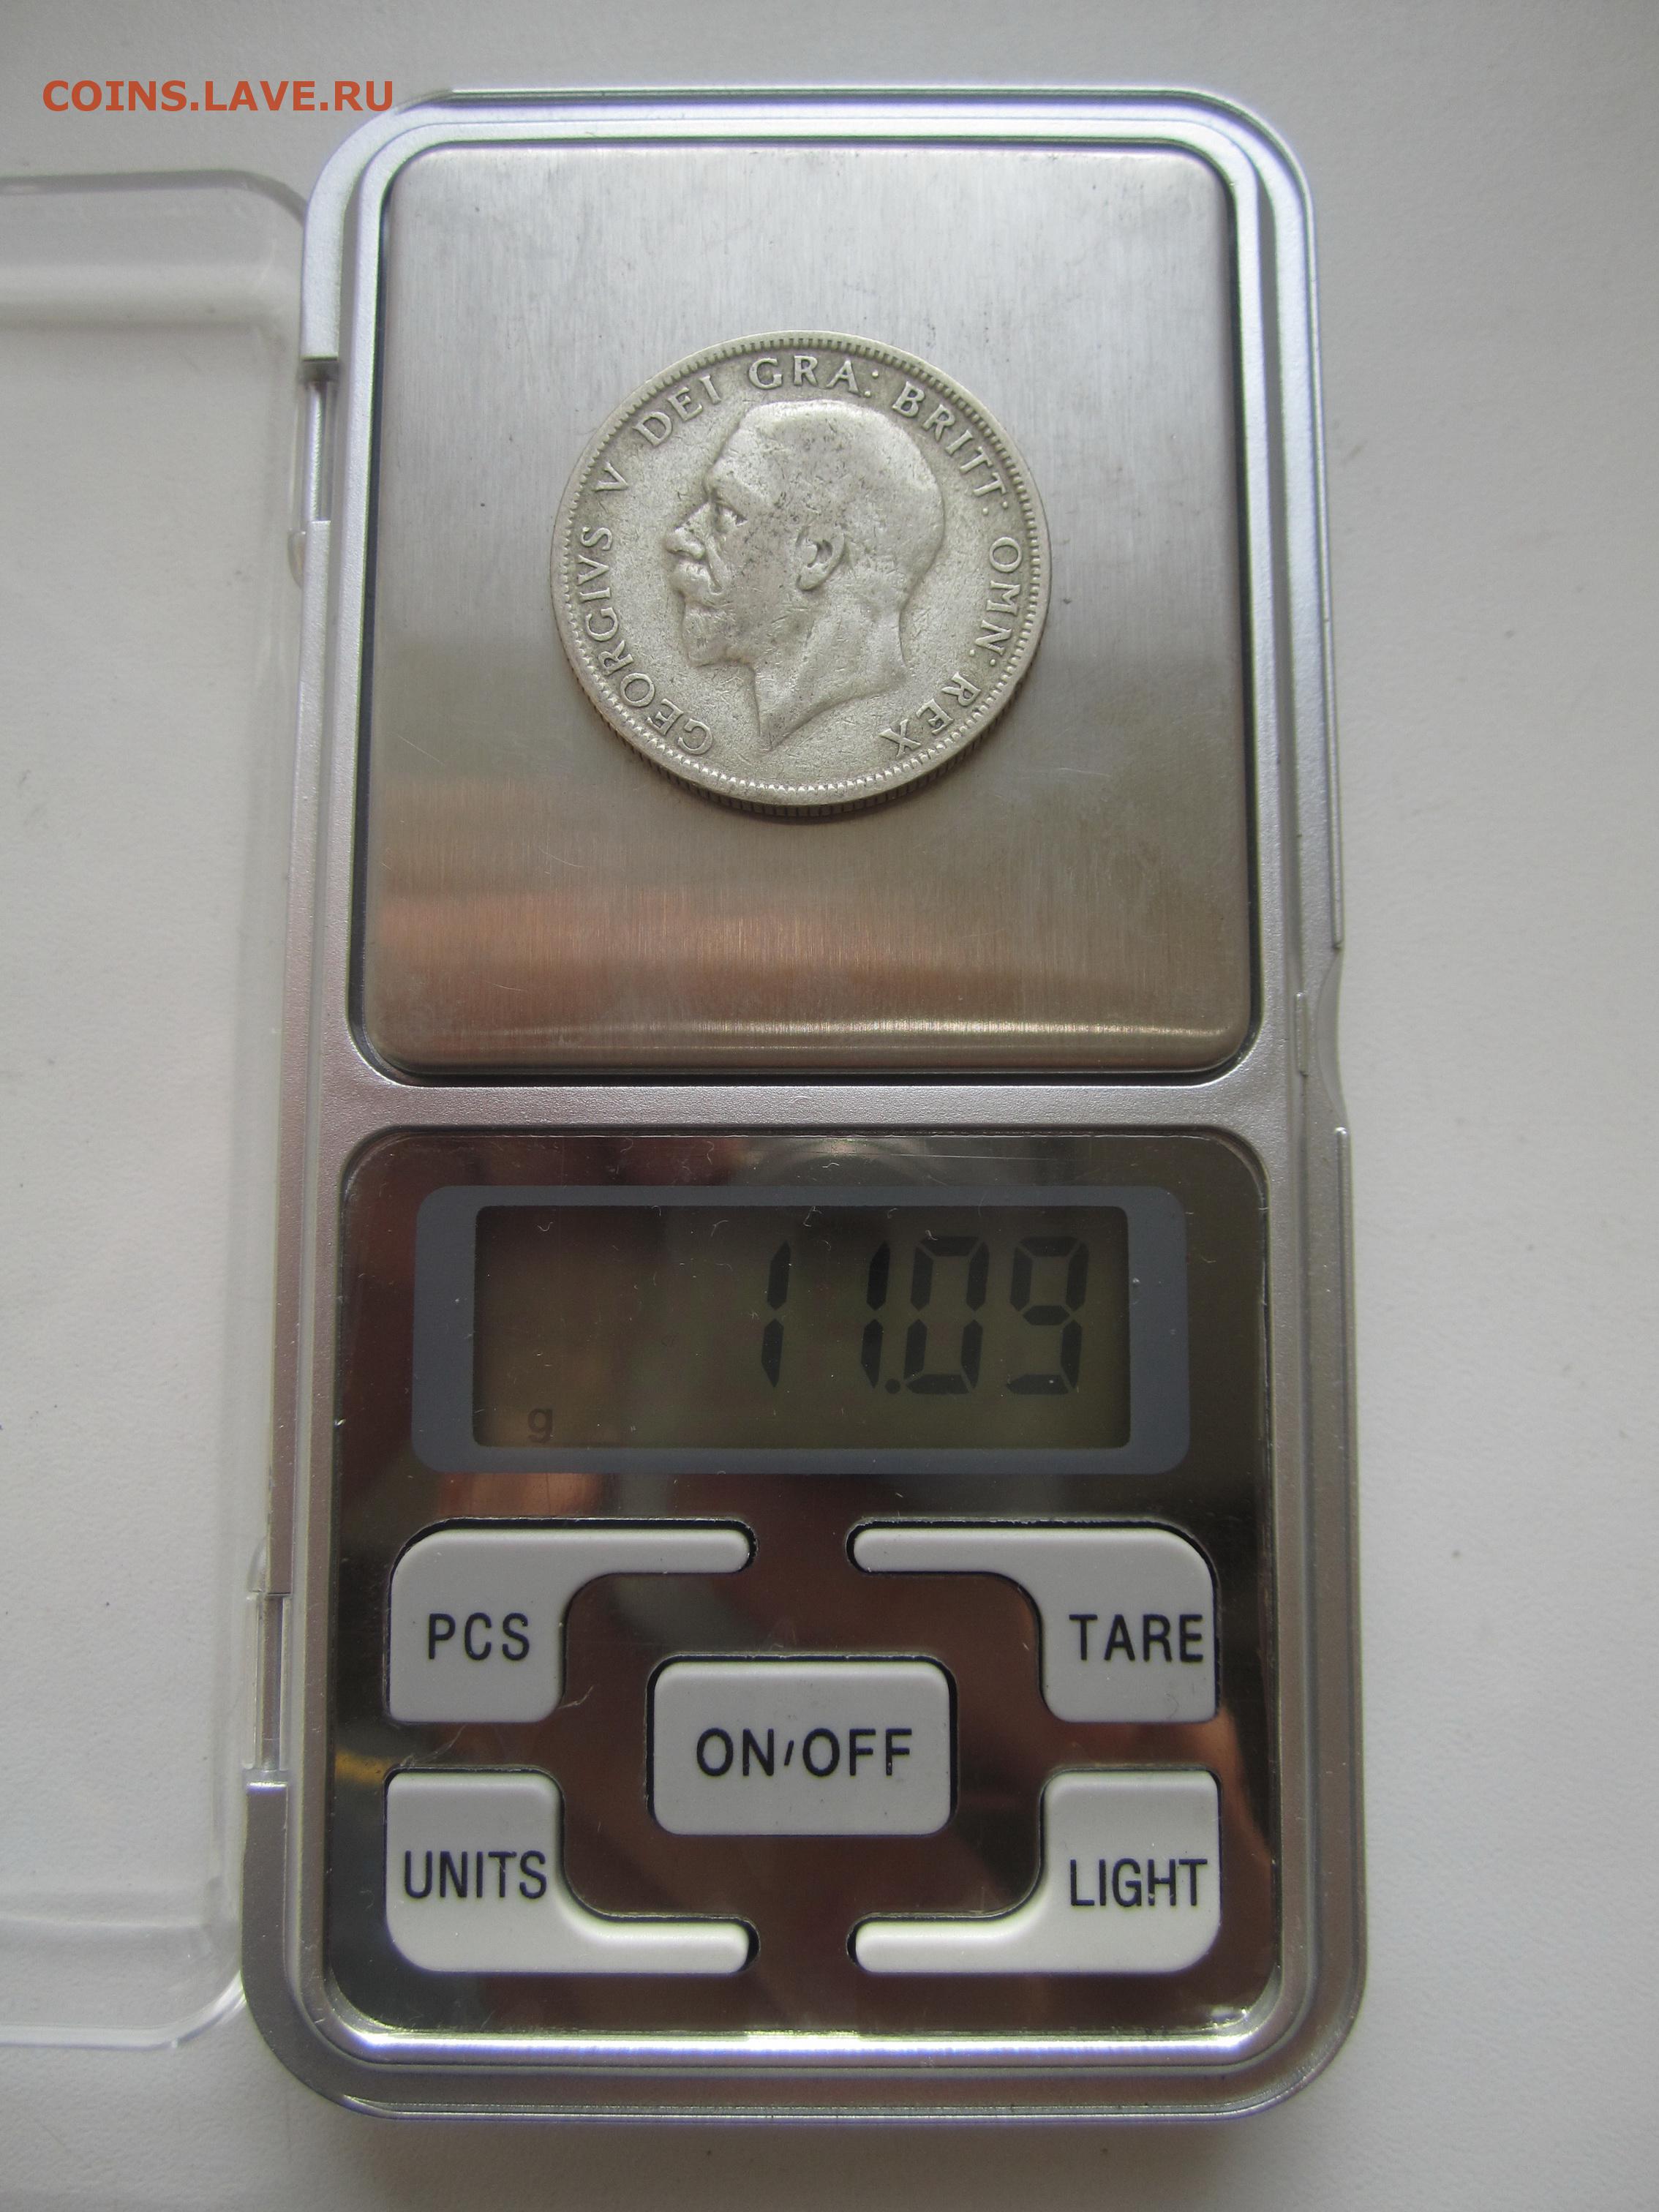 COINS.LAVE.RU
GEORGIVS V DEI GRA: BRITT: OMN: REX
11.09
g
PCS
TARE
ON/OFF
UNITS
LIGHT